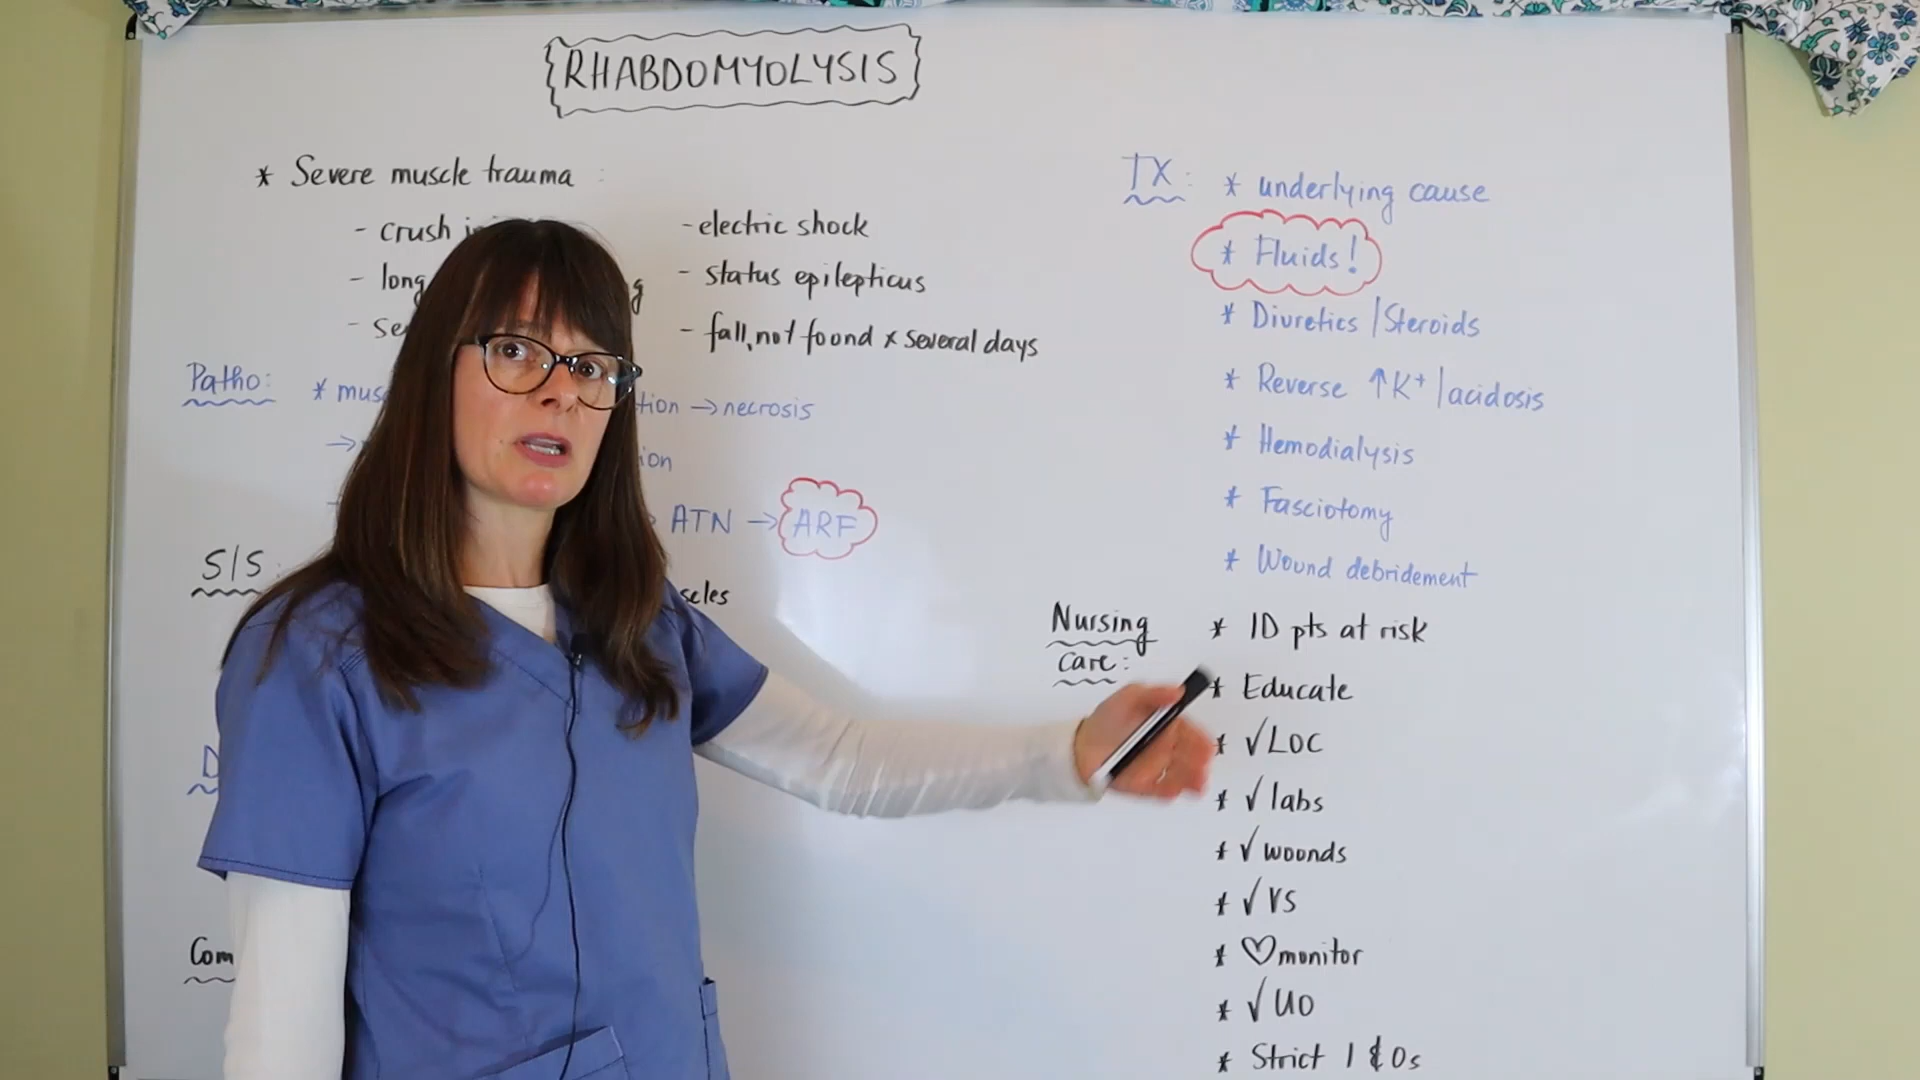 RHABDOMYOLYSIS
* Severe muscle trauma :
- crush
- long
- electric shock
- status epilepticus
- fall, not found x several days
Patho:
*
→ necrosis
→
ATN → ARF
S/S :
Tx : * underlying cause
* Fluids!
* Diuretics / Steroids
* Reverse ↑K⁺ / acidosis
* Hemodialysis
* Fasciotomy
* Wound debridement
Nursing care:
* ID pts at risk
* Educate
* √ LOC
* √ labs
* √ wounds
* √ VS
* ♡ monitor
* √ UO
* Strict I & Os